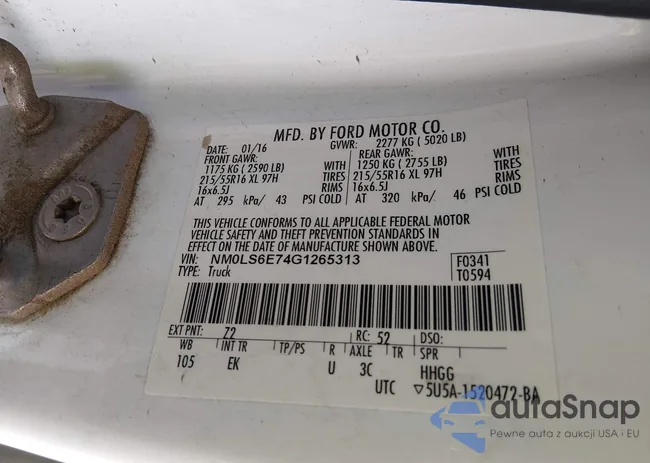 MFD. BY FORD MOTOR CO.
DATE: 01/16 GVWR: 2277 KG ( 5020 LB)
FRONT GAWR: REAR GAWR:
1175 KG ( 2590 LB) WITH 1250 KG ( 2755 LB) WITH
215/55R16 XL 97H TIRES 215/55R16 XL 97H TIRES
16x6.5J RIMS 16x6.5J RIMS
AT 295 kPa/ 43 PSI COLD AT 320 kPa/ 46 PSI COLD
THIS VEHICLE CONFORMS TO ALL APPLICABLE FEDERAL MOTOR
VEHICLE SAFETY AND THEFT PREVENTION STANDARDS IN
EFFECT ON THE DATE OF MANUFACTURE SHOWN ABOVE.
VIN: NM0LS6E74G1265313 F0341
TYPE: Truck T0594
EXT PNT: Z2 RC: 52 DSO:
WB INT TR TP/PS R AXLE TR SPR
105 EK U 3C HHGG
UTC ▽5U5A-1520472-BA
autaSnap
Pewne auta z aukcji USA i EU